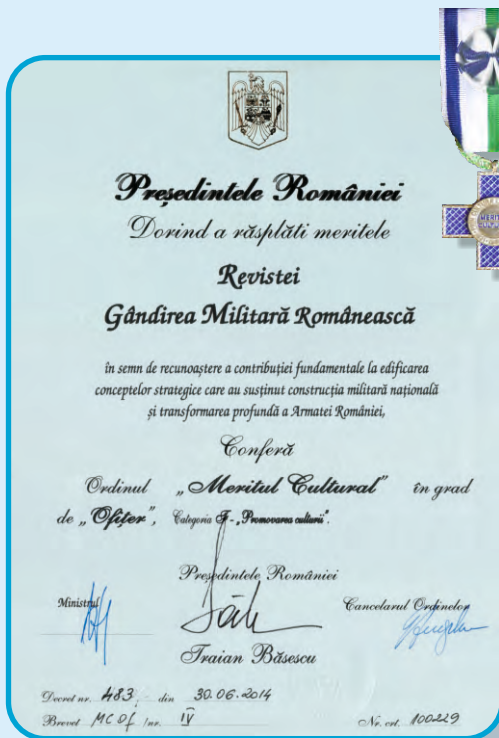 Președintele României
Dorind a răsplăti meritele
Revistei
Gândirea Militară Românească
în semn de recunoaștere a contribuției fundamentale la edificarea
conceptelor strategice care au susținut construcția militară națională
și transformarea profundă a Armatei României,
Conferă
Ordinul „Meritul Cultural” în grad
de „Ofițer”, Categoria F - „Promovarea culturii”.
Președintele României
Ministrul
Cancelarul Ordinelor
Traian Băsescu
Decret nr. 483, din 30.06.2014
Brevet MCOf nr. IV
Nr. crt. 100229
MERIT